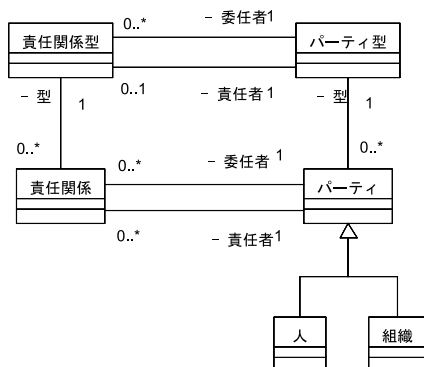 責任関係型
0..*
− 委任者
1
パーティ型
0..1
− 責任者
1
− 型
1
0..*
− 型
1
0..*
責任関係
0..*
− 委任者
1
パーティ
0..*
− 責任者
1
人
組織